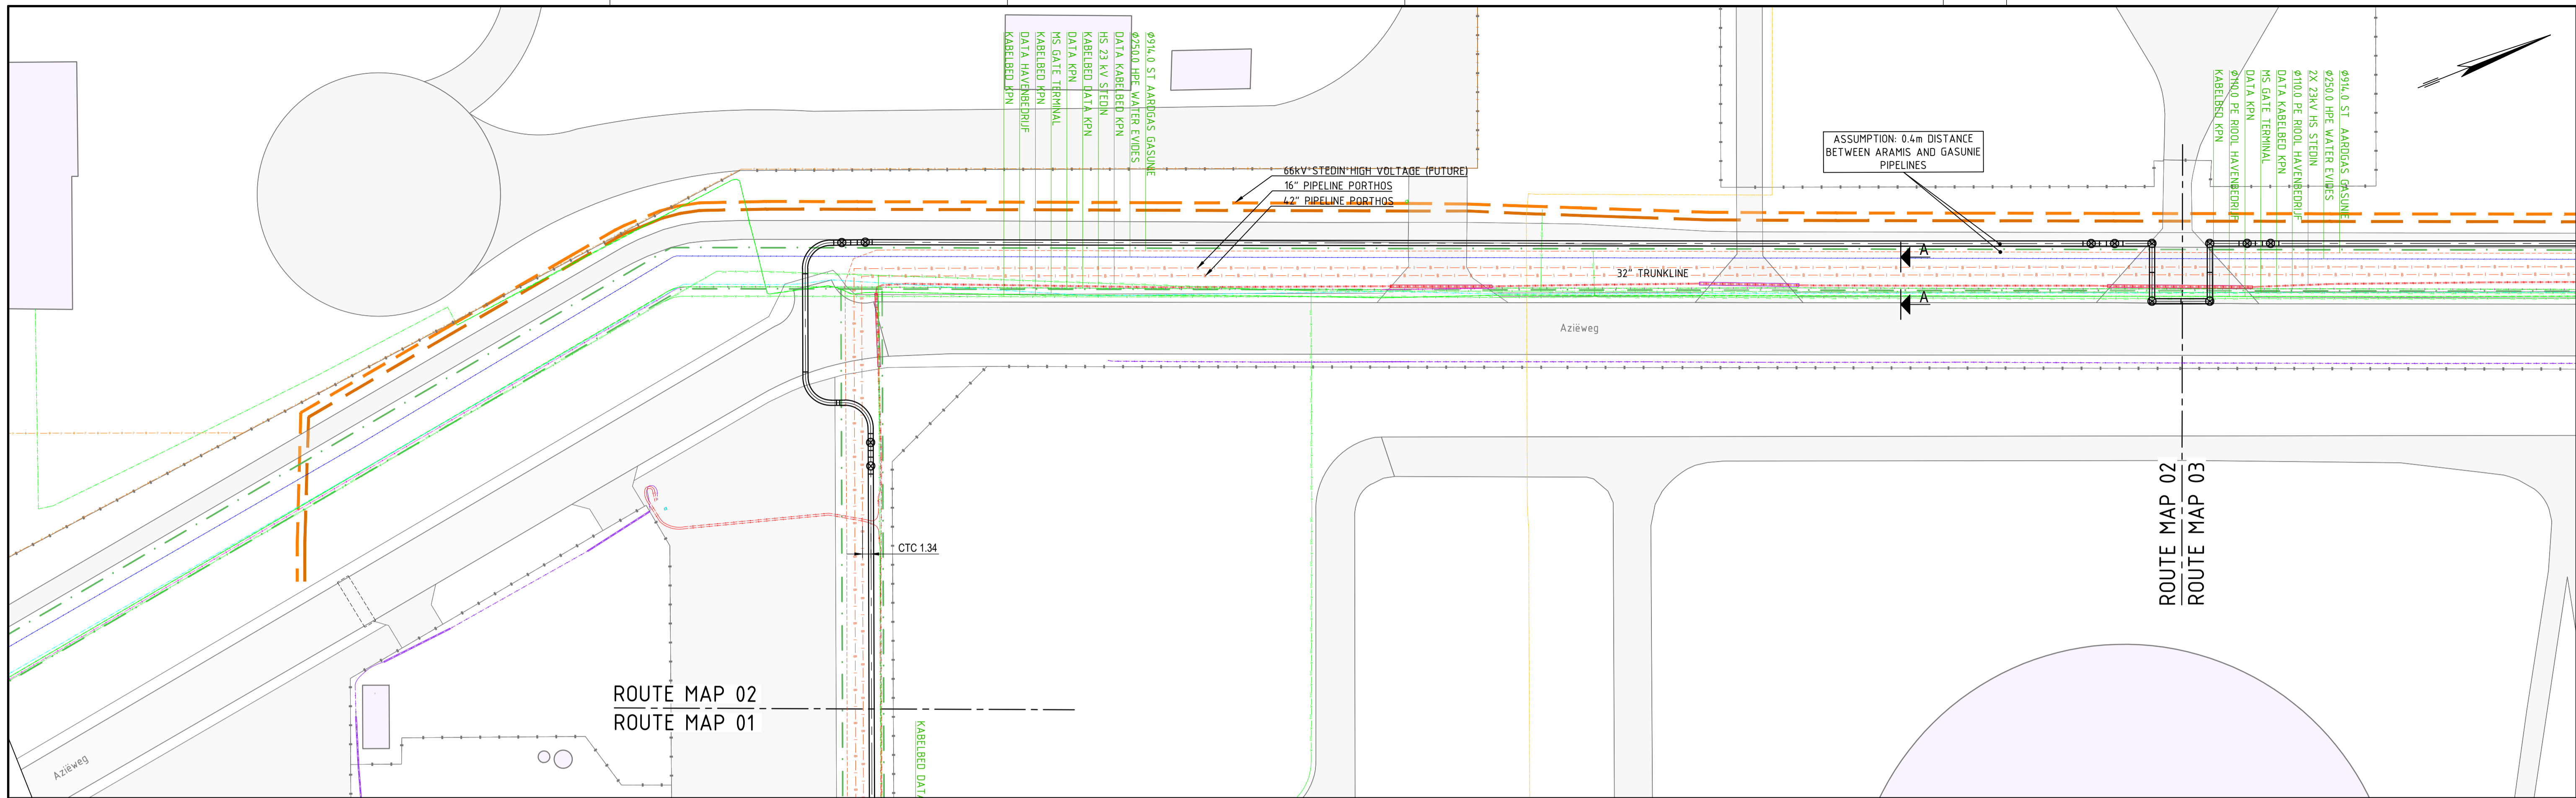 KABELBED KPN
DATA HAVENBEDRIJF
KABELBED KPN
MS GATE TERMINAL
DATA KPN
KABELBED DATA KPN
HS 23 kV STEDIN
DATA KABELBED KPN
Ø250.0 HPE WATER EVIDES
Ø914.0 ST AARDGAS GASUNIE
66kV STEDIN HIGH VOLTAGE (FUTURE)
16" PIPELINE PORTHOS
42" PIPELINE PORTHOS
ASSUMPTION: 0.4m DISTANCE
BETWEEN ARAMIS AND GASUNIE
PIPELINES
KABELBED KPN
Ø110.0 PE RIOOL HAVENBEDRIJF
DATA KPN
MS GATE TERMINAL
DATA KABELBED KPN
Ø110.0 PE RIOOL HAVENBEDRIJF
2X 23kV HS STEDIN
Ø250.0 HPE WATER EVIDES
Ø914.0 ST AARDGAS GASUNIE
32" TRUNKLINE
A
A
Aziëweg
ROUTE MAP 02
ROUTE MAP 03
CTC 1.34
ROUTE MAP 02
ROUTE MAP 01
KABELBED DATA
Aziëweg